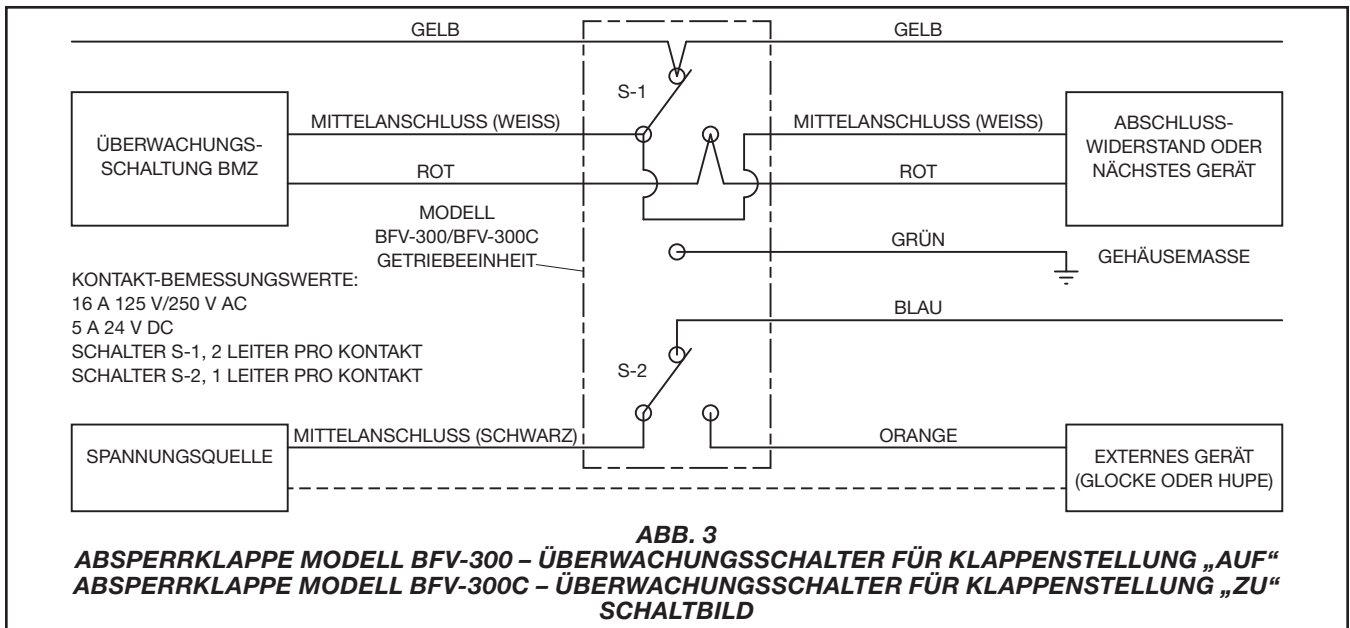 GELB
GELB
S-1
ÜBERWACHUNGS-
SCHALTUNG BMZ
MITTELANSCHLUSS (WEISS)
MITTELANSCHLUSS (WEISS)
ABSCHLUSS-
WIDERSTAND ODER
NÄCHSTES GERÄT
ROT
ROT
MODELL
BFV-300/BFV-300C
GETRIEBEEINHEIT
GRÜN
GEHÄUSEMASSE
KONTAKT-BEMESSUNGSWERTE:
16 A 125 V/250 V AC
5 A 24 V DC
SCHALTER S-1, 2 LEITER PRO KONTAKT
SCHALTER S-2, 1 LEITER PRO KONTAKT
BLAU
S-2
SPANNUNGSQUELLE
MITTELANSCHLUSS (SCHWARZ)
ORANGE
EXTERNES GERÄT
(GLOCKE ODER HUPE)
ABB. 3
ABSPERRKLAPPE MODELL BFV-300 – ÜBERWACHUNGSSCHALTER FÜR KLAPPENSTELLUNG „AUF“
ABSPERRKLAPPE MODELL BFV-300C – ÜBERWACHUNGSSCHALTER FÜR KLAPPENSTELLUNG „ZU“
SCHALTBILD